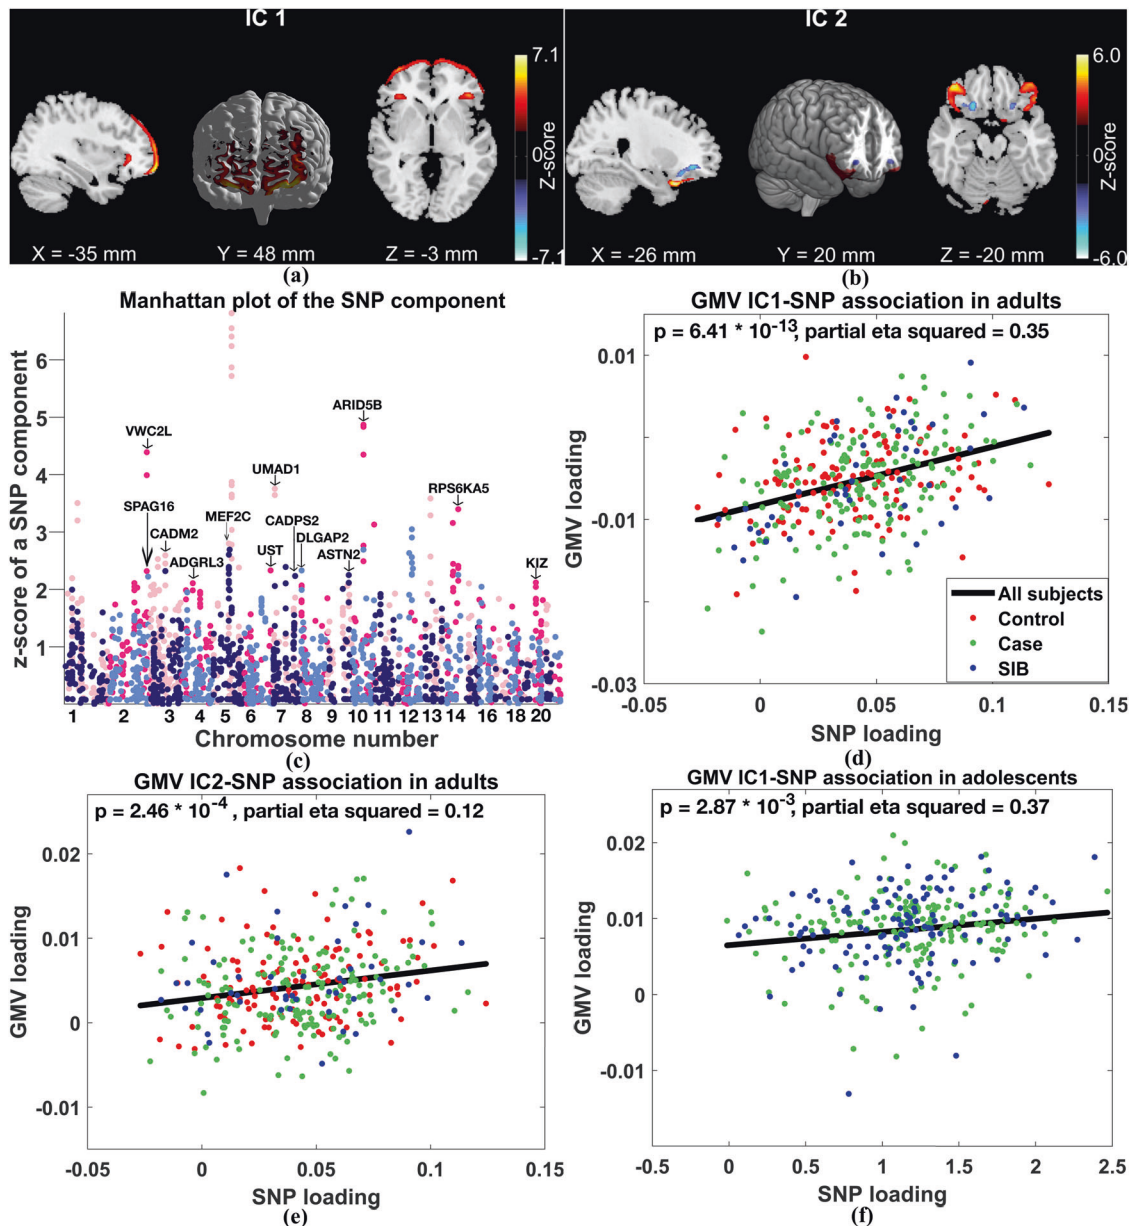 IC 1
7.1
0
-7.1
Z-score
X = -35 mm
Y = 48 mm
Z = -3 mm
(a)
IC 2
6.0
0
-6.0
Z-score
X = -26 mm
Y = 20 mm
Z = -20 mm
(b)
Manhattan plot of the SNP component
z-score of a SNP component
6
5
4
3
2
1
VWC2L
SPAG16
CADM2
ADGRL3
MEF2C
UMAD1
UST
CADPS2
DLGAP2
ASTN2
ARID5B
RPS6KA5
KIZ
1 2 3 4 5 6 7 8 9 10 11 12 13 14 16 18 20
Chromosome number
(c)
GMV IC1-SNP association in adults
p = 6.41 * 10-13, partial eta squared = 0.35
GMV loading
0.01
-0.01
-0.03
All subjects
Control
Case
SIB
-0.05 0 0.05 0.1 0.15
SNP loading
(d)
GMV IC2-SNP association in adults
p = 2.46 * 10-4 , partial eta squared = 0.12
GMV loading
0.02
0.01
0
-0.01
-0.05 0 0.05 0.1 0.15
SNP loading
(e)
GMV IC1-SNP association in adolescents
p = 2.87 * 10-3, partial eta squared = 0.37
GMV loading
0.02
0.01
0
-0.01
-0.5 0 0.5 1 1.5 2 2.5
SNP loading
(f)